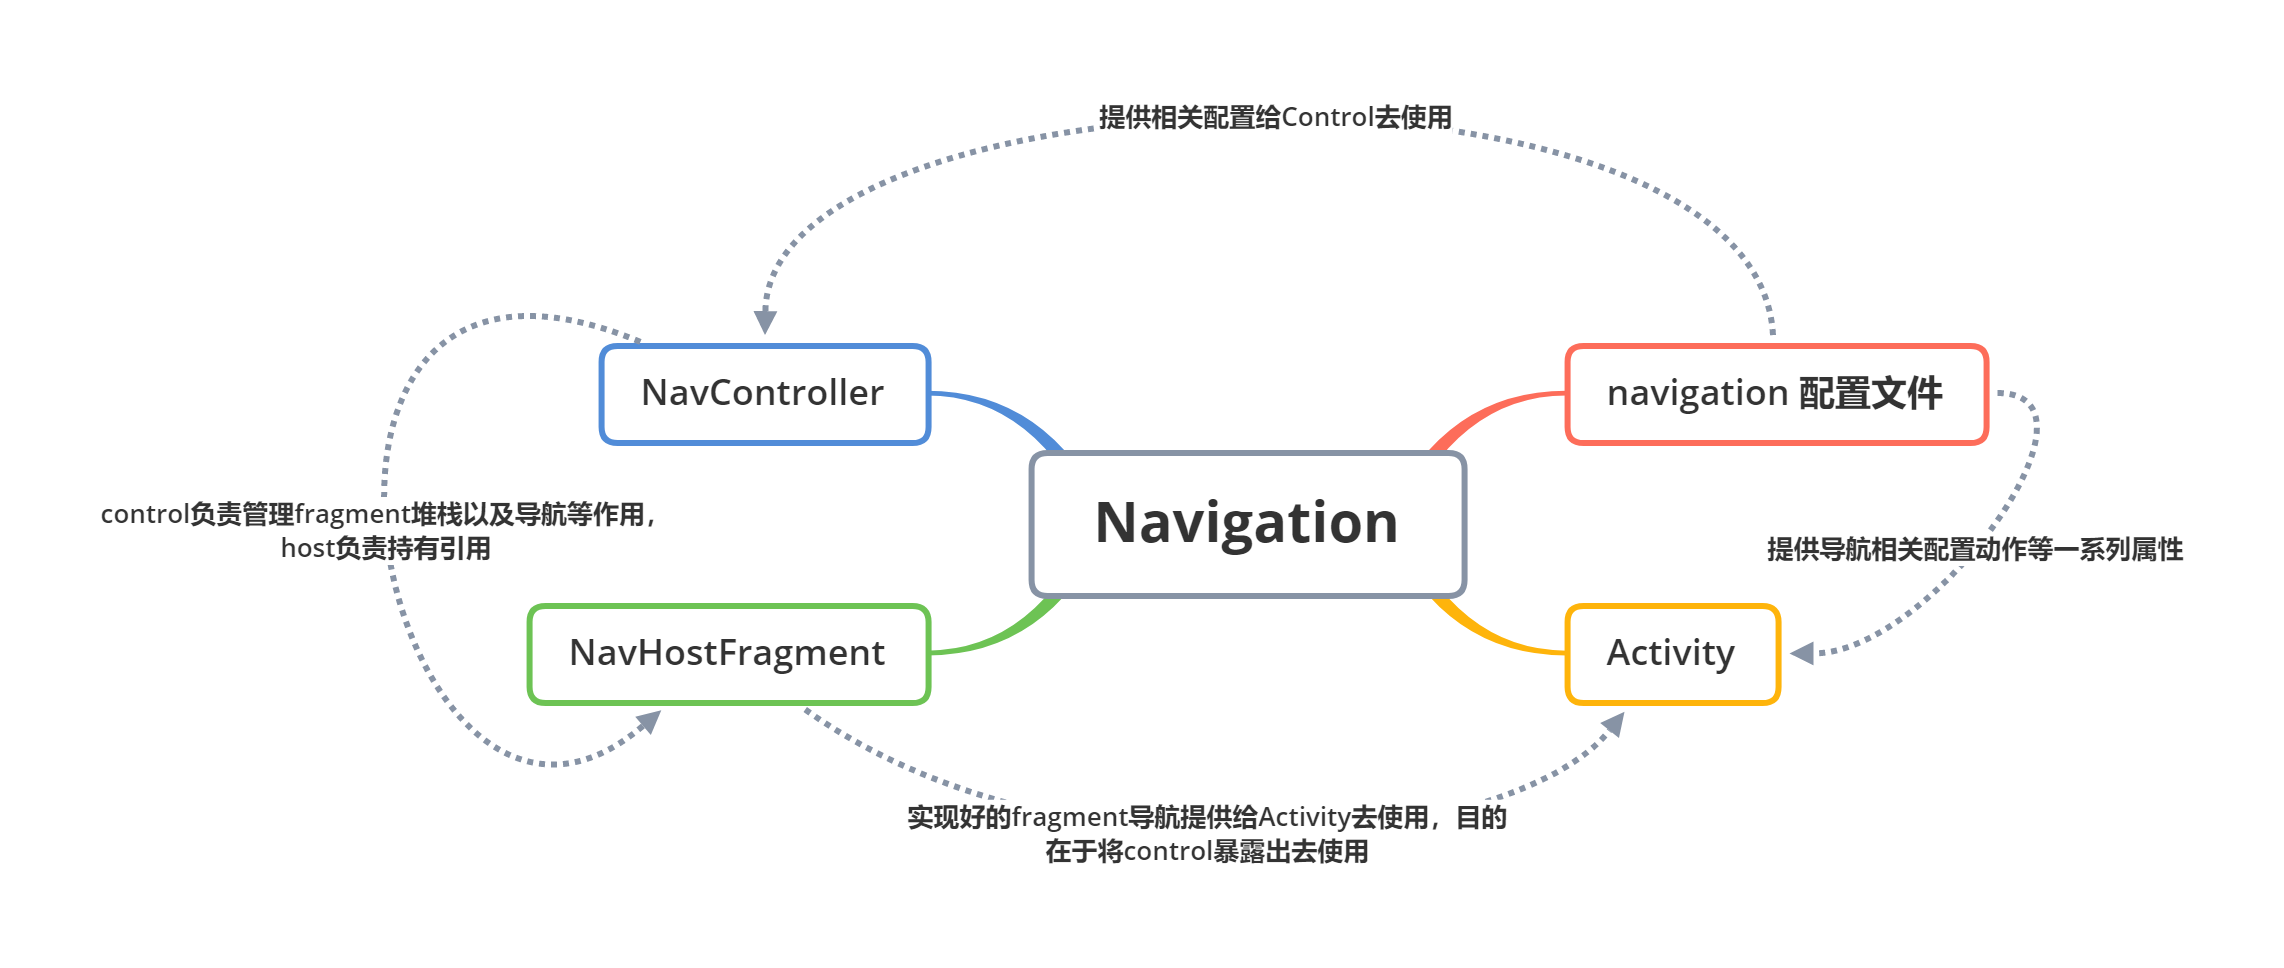 提供相关配置给Control去使用
NavController
navigation 配置文件
control负责管理fragment堆栈以及导航等作用，
host负责持有引用
Navigation
提供导航相关配置动作等一系列属性
NavHostFragment
Activity
实现好的fragment导航提供给Activity去使用，目的
在于将control暴露出去使用